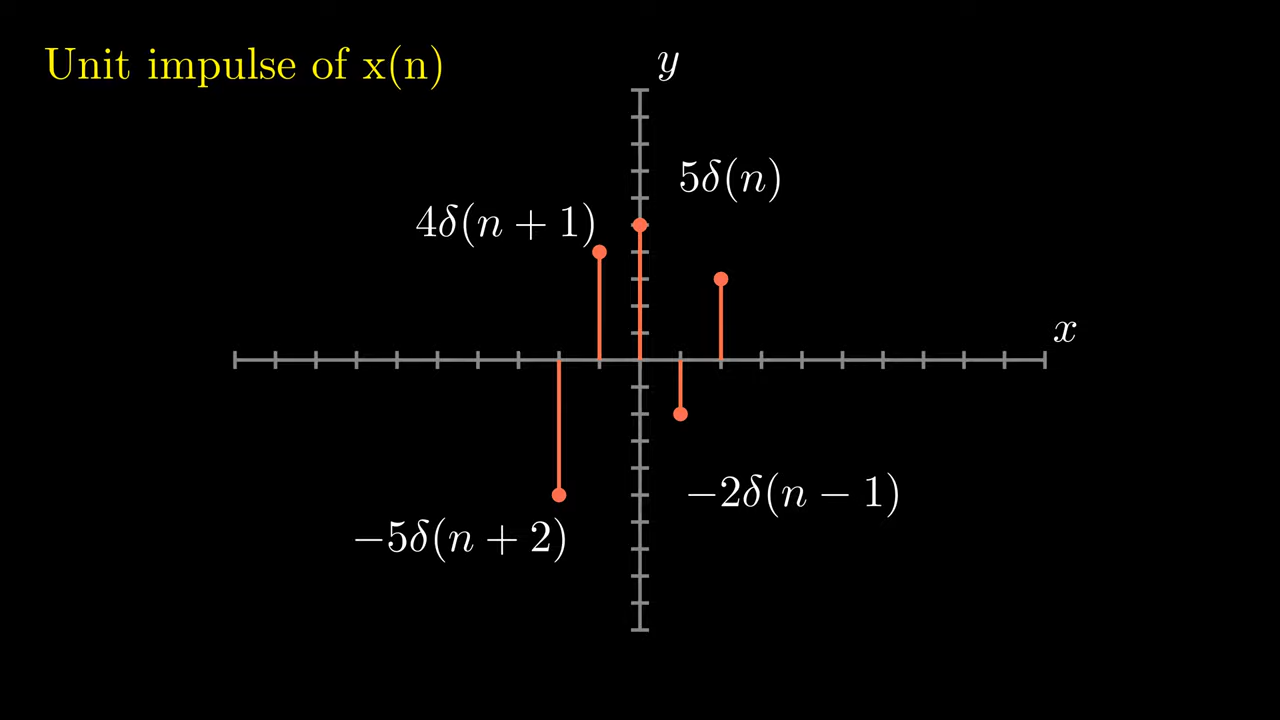 Unit impulse of x(n)
y
5δ(n)
4δ(n + 1)
x
−2δ(n − 1)
−5δ(n + 2)